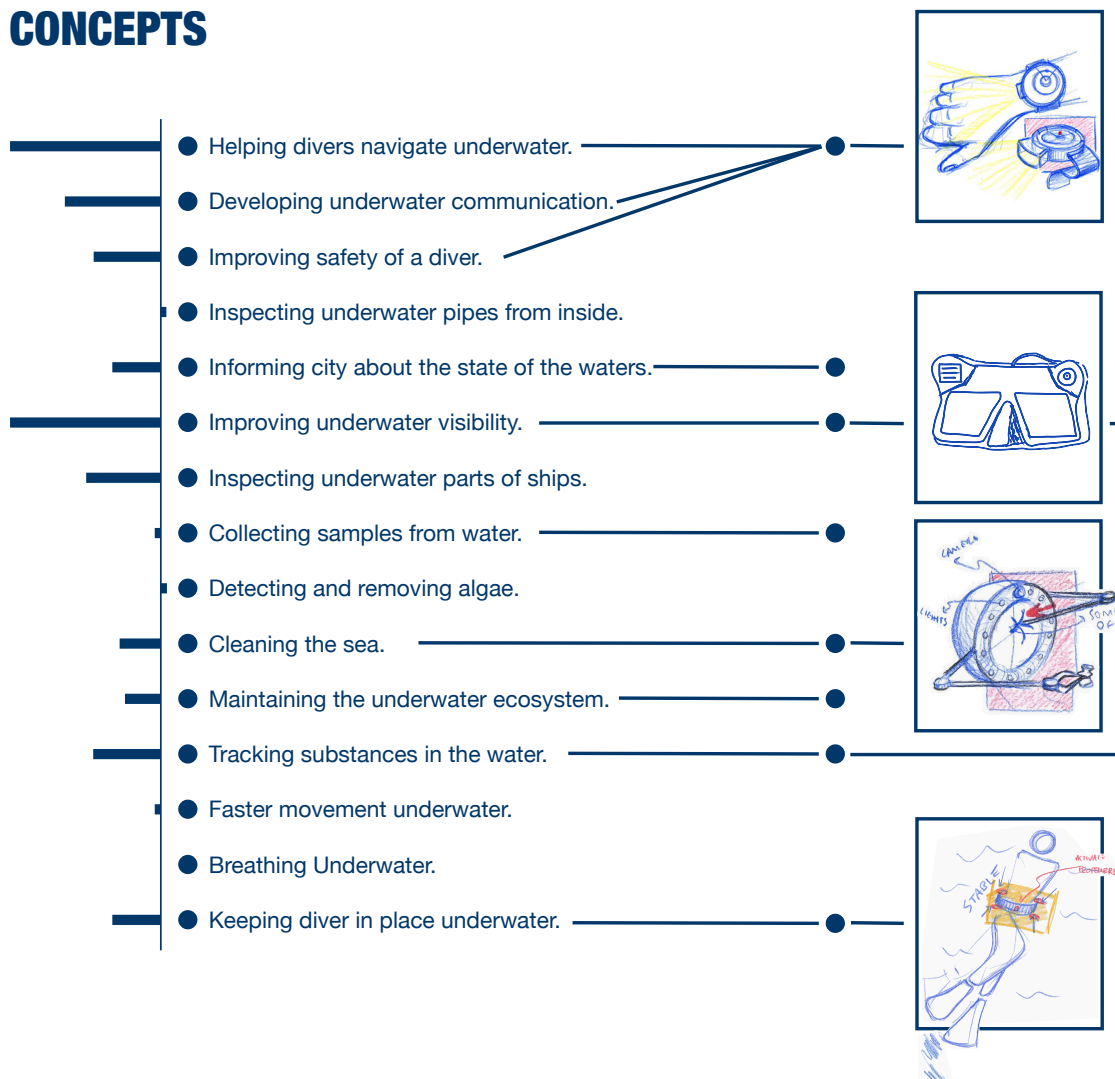 CONCEPTS
Helping divers navigate underwater.
Developing underwater communication.
Improving safety of a diver.
Inspecting underwater pipes from inside.
Informing city about the state of the waters.
Improving underwater visibility.
Inspecting underwater parts of ships.
Collecting samples from water.
CAMERA
Detecting and removing algae.
LIGHTS
Cleaning the sea.
Maintaining the underwater ecosystem.
Tracking substances in the water.
Faster movement underwater.
Breathing Underwater.
ACTIVATE
PROPELLERS
STABLE
Keeping diver in place underwater.